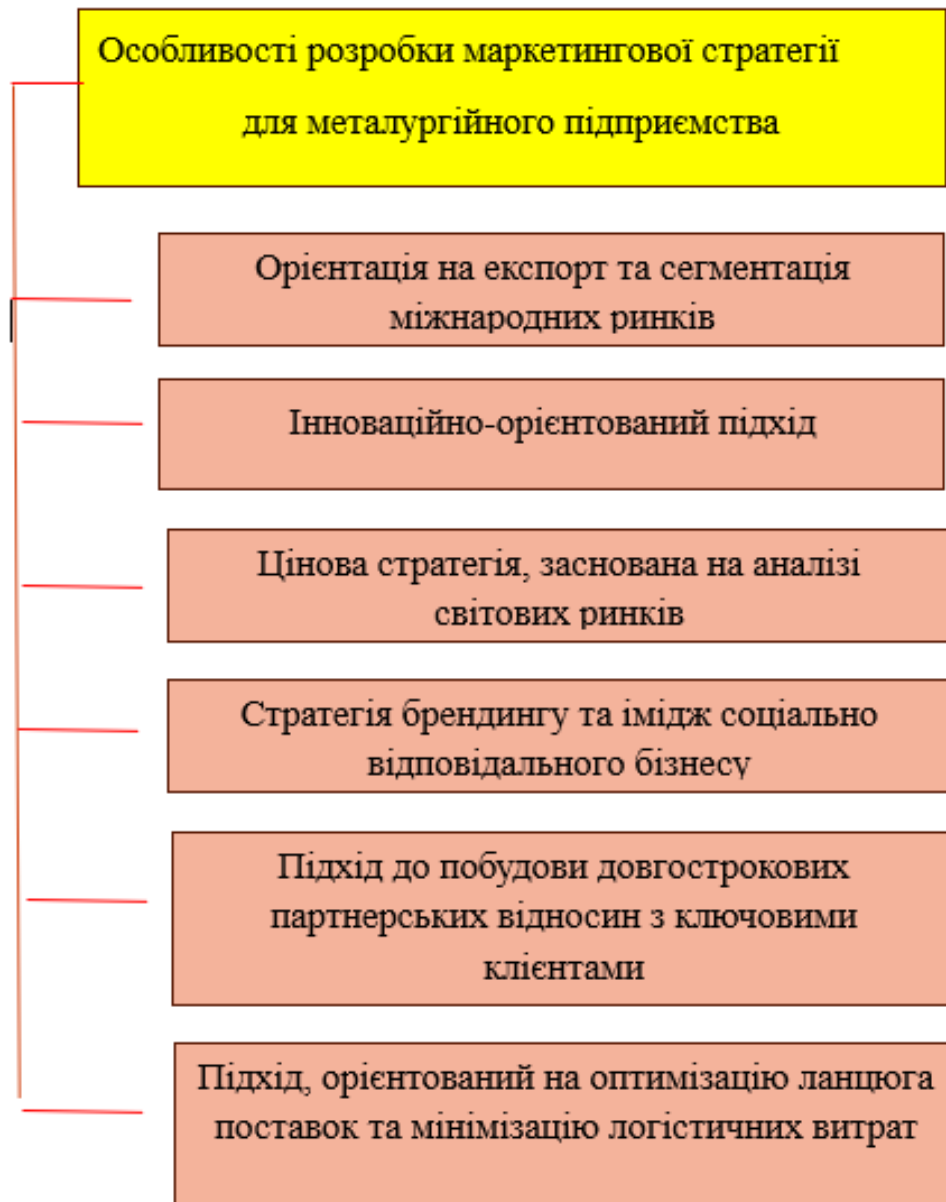 Особливості розробки маркетингової стратегії
для металургійного підприємства
Орієнтація на експорт та сегментація
міжнародних ринків
Інноваційно-орієнтований підхід
Цінова стратегія, заснована на аналізі
світових ринків
Стратегія брендингу та імідж соціально
відповідального бізнесу
Підхід до побудови довгострокових
партнерських відносин з ключовими
клієнтами
Підхід, орієнтований на оптимізацію ланцюга
поставок та мінімізацію логістичних витрат